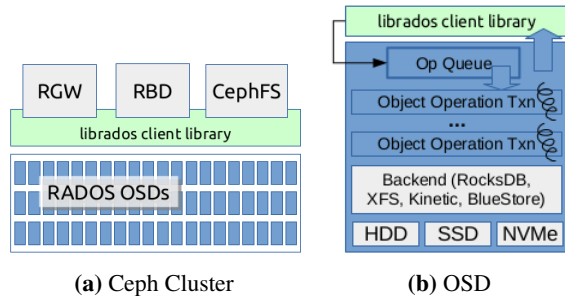 RGW
RBD
CephFS
librados client library
RADOS OSDs
(a) Ceph Cluster
librados client library
Op Queue
Object Operation Txn
...
Object Operation Txn
Backend (RocksDB,
XFS, Kinetic, BlueStore)
HDD
SSD
NVMe
(b) OSD